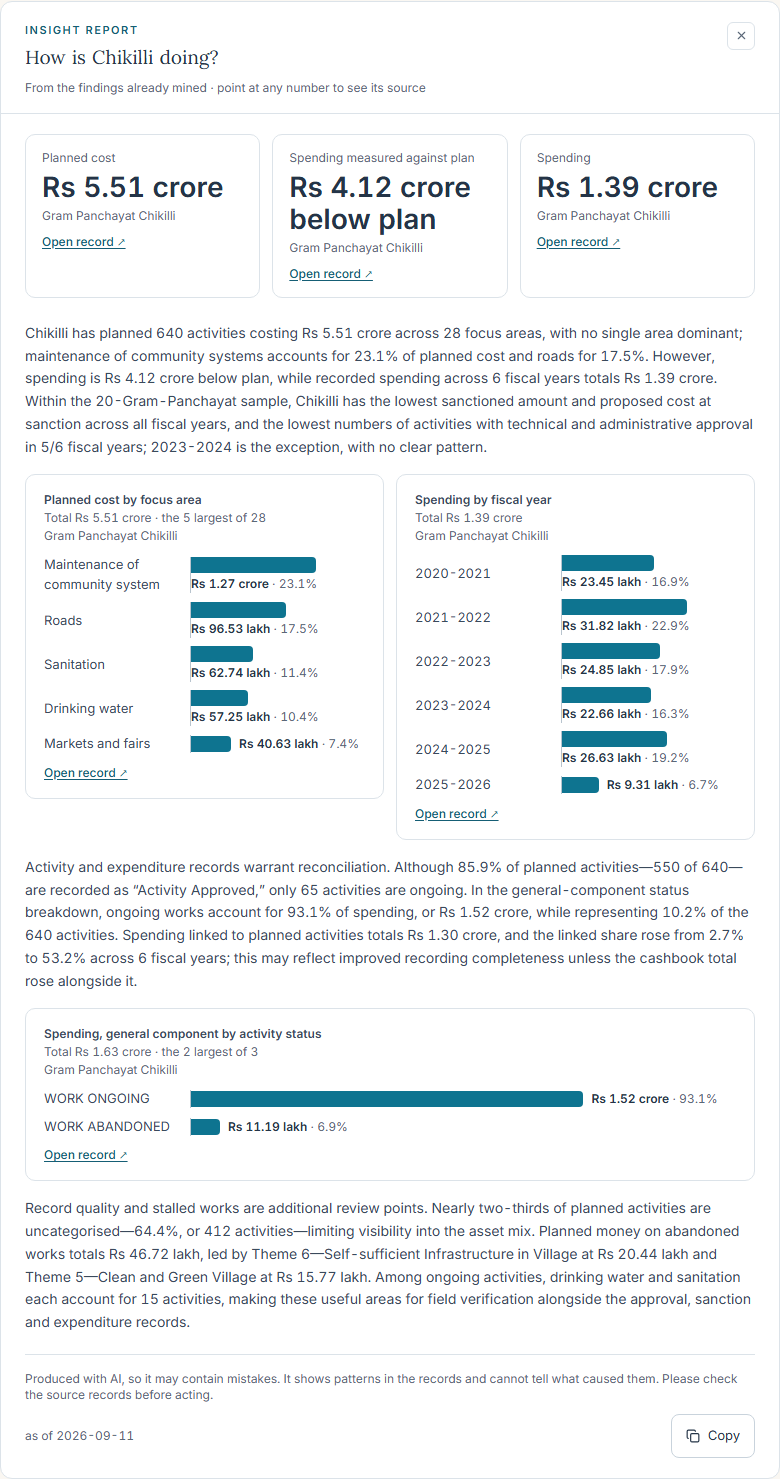 INSIGHT REPORT
How is Chikilli doing?
From the findings already mined · point at any number to see its source
Planned cost
Rs 5.51 crore
Gram Panchayat Chikilli
Open record ↗
Spending measured against plan
Rs 4.12 crore
below plan
Gram Panchayat Chikilli
Open record ↗
Spending
Rs 1.39 crore
Gram Panchayat Chikilli
Open record ↗
Chikilli has planned 640 activities costing Rs 5.51 crore across 28 focus areas, with no single area dominant;
maintenance of community systems accounts for 23.1% of planned cost and roads for 17.5%. However,
spending is Rs 4.12 crore below plan, while recorded spending across 6 fiscal years totals Rs 1.39 crore.
Within the 20-Gram-Panchayat sample, Chikilli has the lowest sanctioned amount and proposed cost at
sanction across all fiscal years, and the lowest numbers of activities with technical and administrative approval
in 5/6 fiscal years; 2023-2024 is the exception, with no clear pattern.
Planned cost by focus area
Total Rs 5.51 crore · the 5 largest of 28
Gram Panchayat Chikilli
Maintenance of
community system
Rs 1.27 crore · 23.1%
Roads
Rs 96.53 lakh · 17.5%
Sanitation
Rs 62.74 lakh · 11.4%
Drinking water
Rs 57.25 lakh · 10.4%
Markets and fairs
Rs 40.63 lakh · 7.4%
Open record ↗
Spending by fiscal year
Total Rs 1.39 crore
Gram Panchayat Chikilli
2020-2021
Rs 23.45 lakh · 16.9%
2021-2022
Rs 31.82 lakh · 22.9%
2022-2023
Rs 24.85 lakh · 17.9%
2023-2024
Rs 22.66 lakh · 16.3%
2024-2025
Rs 26.63 lakh · 19.2%
2025-2026
Rs 9.31 lakh · 6.7%
Open record ↗
Activity and expenditure records warrant reconciliation. Although 85.9% of planned activities—550 of 640—
are recorded as “Activity Approved,” only 65 activities are ongoing. In the general-component status
breakdown, ongoing works account for 93.1% of spending, or Rs 1.52 crore, while representing 10.2% of the
640 activities. Spending linked to planned activities totals Rs 1.30 crore, and the linked share rose from 2.7%
to 53.2% across 6 fiscal years; this may reflect improved recording completeness unless the cashbook total
rose alongside it.
Spending, general component by activity status
Total Rs 1.63 crore · the 2 largest of 3
Gram Panchayat Chikilli
WORK ONGOING
Rs 1.52 crore · 93.1%
WORK ABANDONED
Rs 11.19 lakh · 6.9%
Open record ↗
Record quality and stalled works are additional review points. Nearly two-thirds of planned activities are
uncategorised—64.4%, or 412 activities—limiting visibility into the asset mix. Planned money on abandoned
works totals Rs 46.72 lakh, led by Theme 6—Self-sufficient Infrastructure in Village at Rs 20.44 lakh and
Theme 5—Clean and Green Village at Rs 15.77 lakh. Among ongoing activities, drinking water and sanitation
each account for 15 activities, making these useful areas for field verification alongside the approval, sanction
and expenditure records.
Produced with AI, so it may contain mistakes. It shows patterns in the records and cannot tell what caused them. Please check
the source records before acting.
as of 2026-09-11
Copy